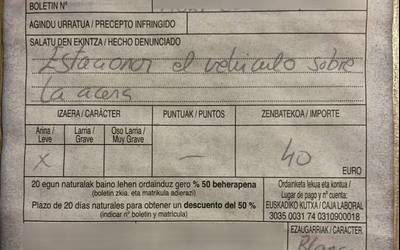 BOLETIN Nº
AGINDU URRATUA / PRECEPTO INFRINGIDO
SALATU DEN EKINTZA / HECHO DENUNCIADO
Estacionar el vehiculo sobre
la acera
IZAERA / CARÁCTER PUNTUAK / PUNTOS ZENBATEKOA / IMPORTE
Arina / Leve Larria / Grave Oso Larria / Muy Grave
X — 40
EURO
20 egun naturalak baino lehen ordainduz gero % 50 beherapena
(boletin zkia. eta matrikula adierazi)
Plazo de 20 días naturales para obtener un descuento del 50 %
(indicar nº boletin y matrícula)
Ordainketa lekua eta kontua /
Lugar de pago y nº cuenta:
EUSKADIKO KUTXA / CAJA LABORAL
3035 0031 74 0310900018
EZAUGARRIAK / CARACTER.